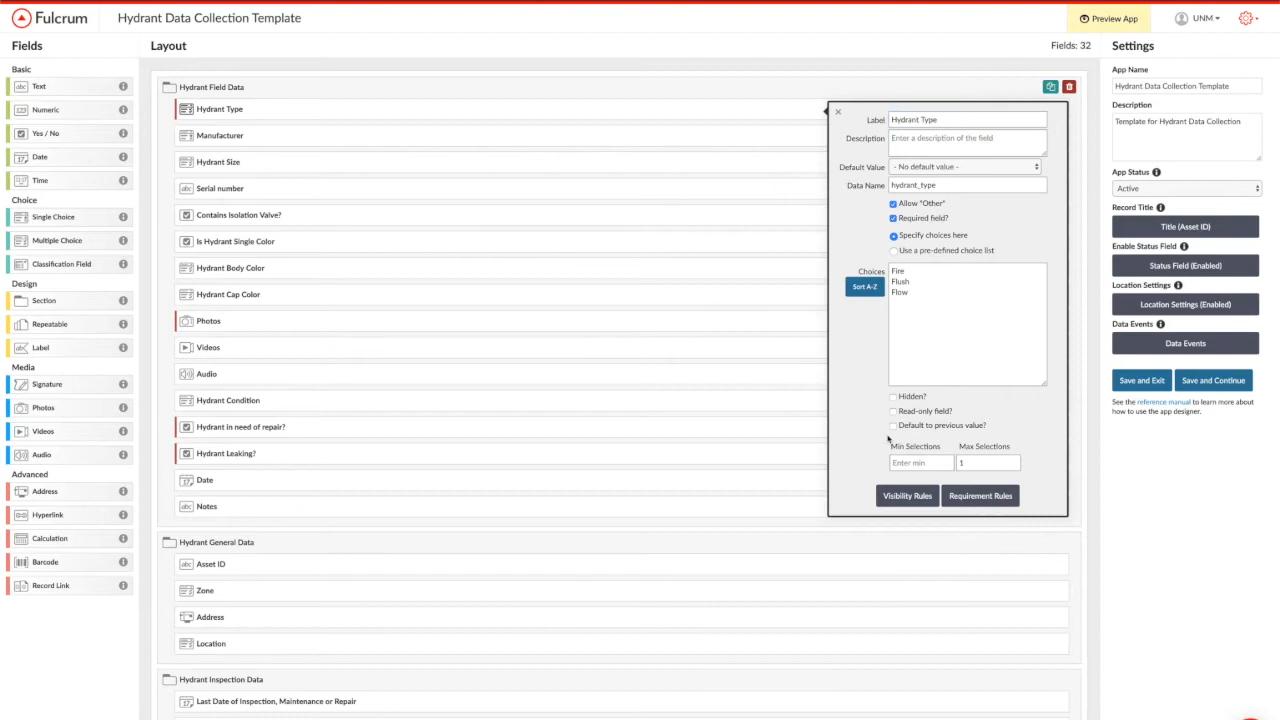 Fulcrum
Hydrant Data Collection Template
Preview App
UNM
Fields
Layout
Fields: 32
Settings
Basic
Text
Numeric
Yes / No
Date
Time
Choice
Single Choice
Multiple Choice
Classification Field
Design
Section
Repeatable
Label
Media
Signature
Photos
Videos
Audio
Advanced
Address
Hyperlink
Calculation
Barcode
Record Link
Hydrant Field Data
Hydrant Type
Manufacturer
Hydrant Size
Serial number
Contains Isolation Valve?
Is Hydrant Single Color
Hydrant Body Color
Hydrant Cap Color
Photos
Videos
Audio
Hydrant Condition
Hydrant in need of repair?
Hydrant Leaking?
Date
Notes
Hydrant General Data
Asset ID
Zone
Address
Location
Hydrant Inspection Data
Last Date of Inspection, Maintenance or Repair
Label
Hydrant Type
Description
Enter a description of the field
Default Value
- No default value -
Data Name
hydrant_type
Allow "Other"
Required field?
Specify choices here
Use a pre-defined choice list
Choices
Sort A-Z
Fire
Flush
Flow
Hidden?
Read-only field?
Default to previous value?
Min Selections
Max Selections
Enter min
1
Visibility Rules
Requirement Rules
App Name
Hydrant Data Collection Template
Description
Template for Hydrant Data Collection
App Status
Active
Record Title
Title (Asset ID)
Enable Status Field
Status Field (Enabled)
Location Settings
Location Settings (Enabled)
Data Events
Data Events
Save and Exit
Save and Continue
See the reference manual to learn more about
how to use the app designer.